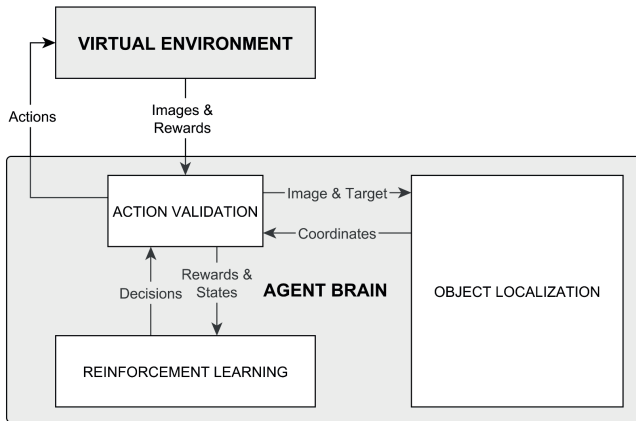 VIRTUAL ENVIRONMENT
Images &
Rewards
Actions
ACTION VALIDATION
Image & Target
Coordinates
Decisions
Rewards &
States
AGENT BRAIN
OBJECT LOCALIZATION
REINFORCEMENT LEARNING